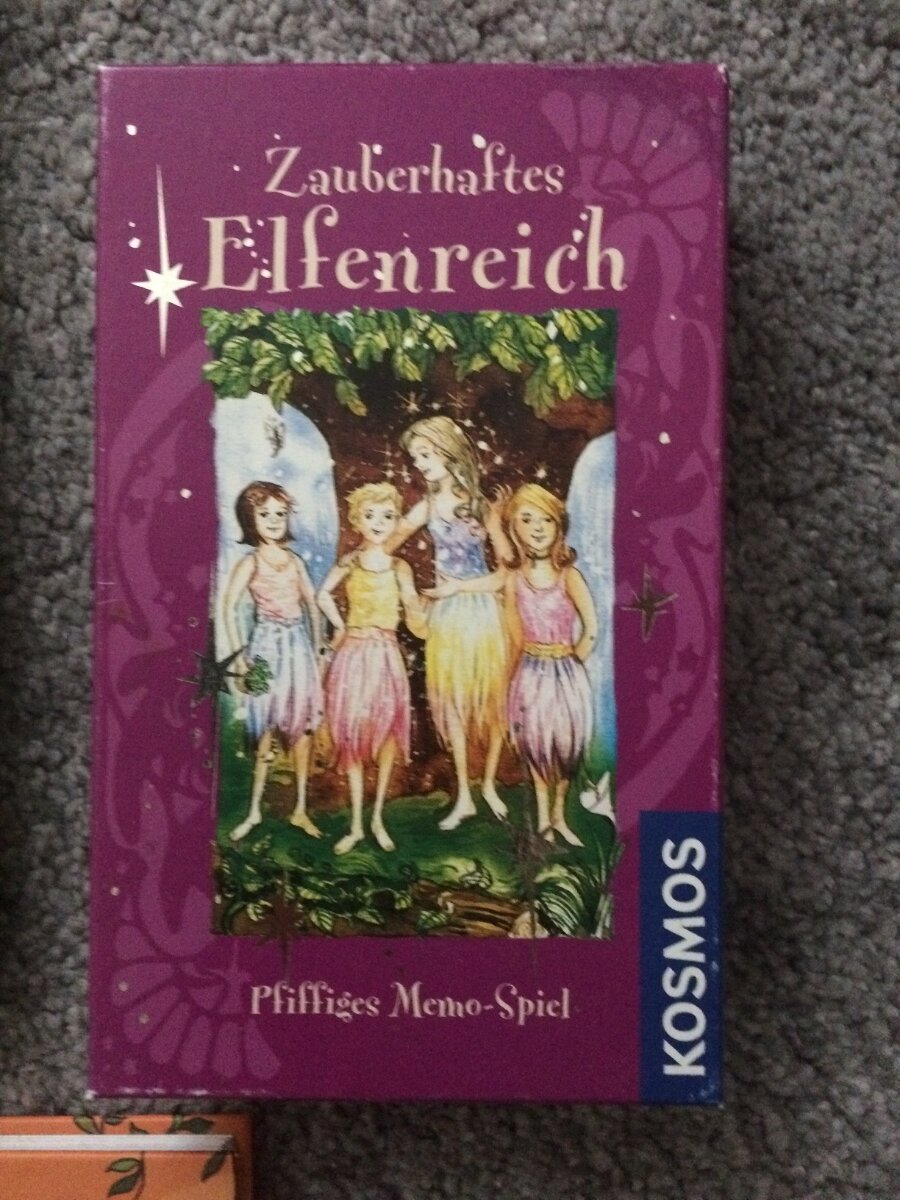 Zauberhaftes
Elfenreich
Pfiffiges Memo-Spiel
KOSMOS